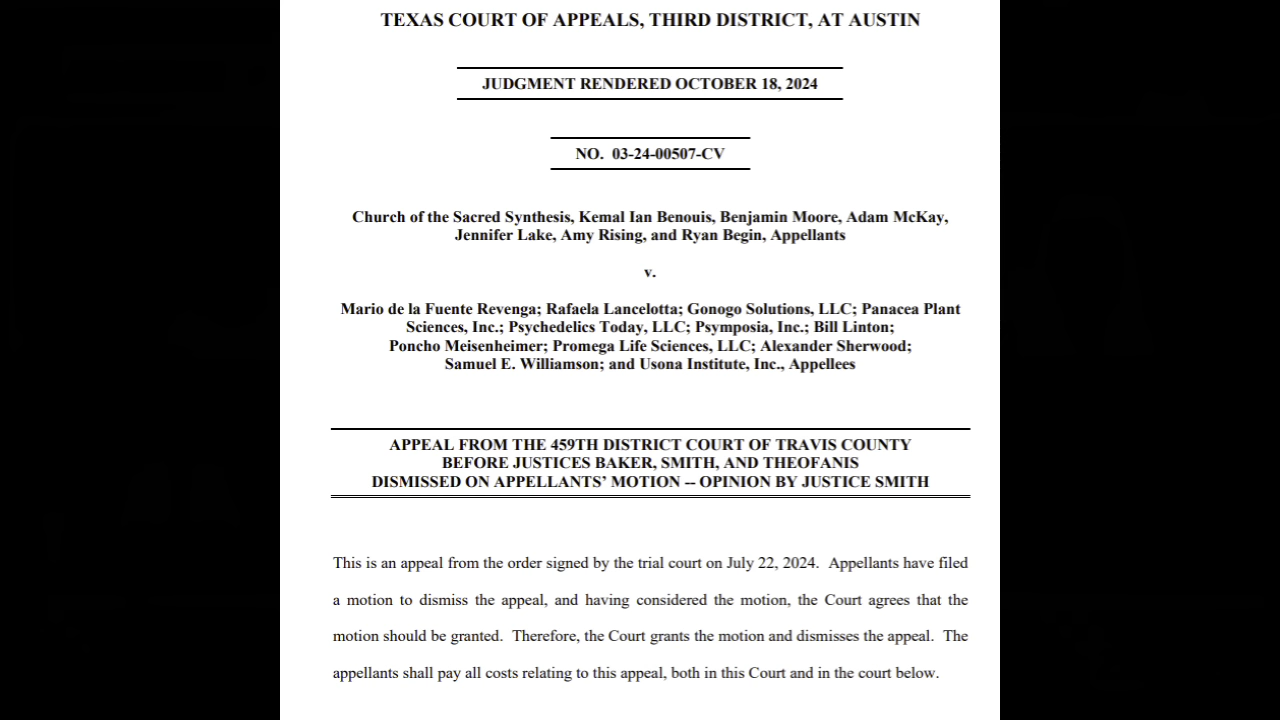 TEXAS COURT OF APPEALS, THIRD DISTRICT, AT AUSTIN
JUDGMENT RENDERED OCTOBER 18, 2024
NO. 03-24-00507-CV
Church of the Sacred Synthesis, Kemal Ian Benouis, Benjamin Moore, Adam McKay,
Jennifer Lake, Amy Rising, and Ryan Begin, Appellants
v.
Mario de la Fuente Revenga; Rafaela Lancelotta; Gonogo Solutions, LLC; Panacea Plant
Sciences, Inc.; Psychedelics Today, LLC; Psymposia, Inc.; Bill Linton;
Poncho Meisenheimer; Promega Life Sciences, LLC; Alexander Sherwood;
Samuel E. Williamson; and Usona Institute, Inc., Appellees
APPEAL FROM THE 459TH DISTRICT COURT OF TRAVIS COUNTY
BEFORE JUSTICES BAKER, SMITH, AND THEOFANIS
DISMISSED ON APPELLANTS’ MOTION -- OPINION BY JUSTICE SMITH
This is an appeal from the order signed by the trial court on July 22, 2024. Appellants have filed
a motion to dismiss the appeal, and having considered the motion, the Court agrees that the
motion should be granted. Therefore, the Court grants the motion and dismisses the appeal. The
appellants shall pay all costs relating to this appeal, both in this Court and in the court below.